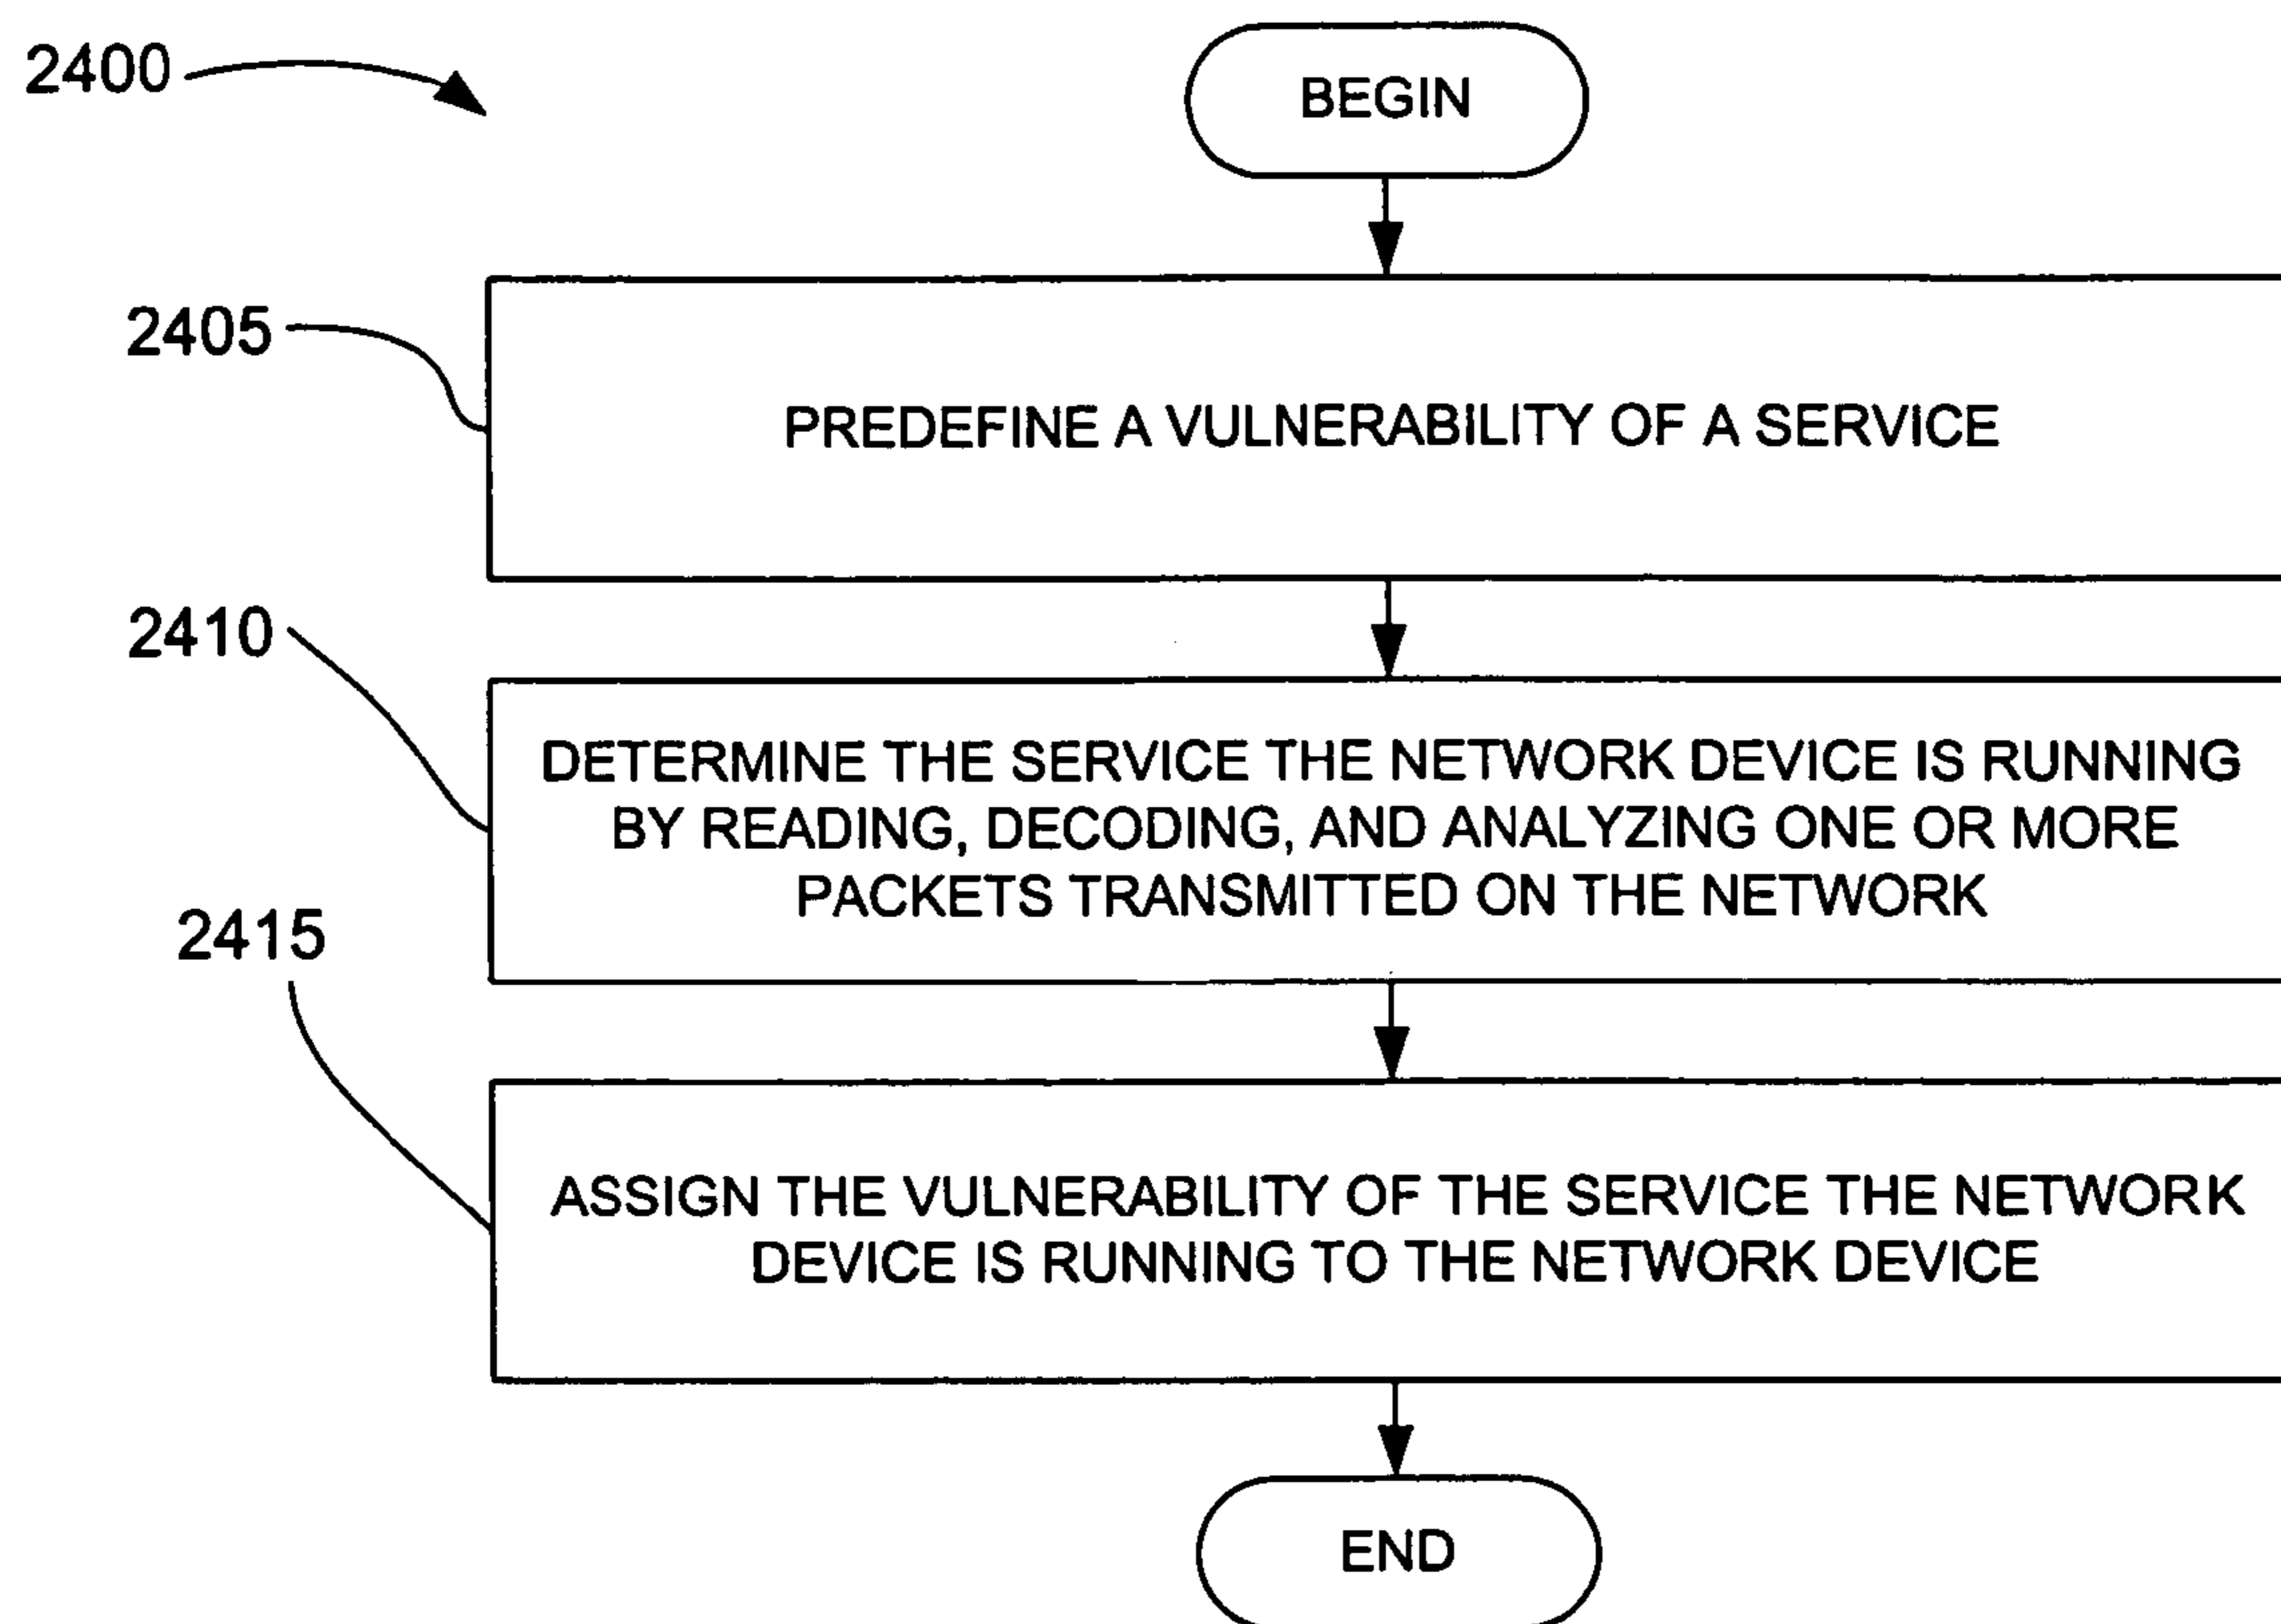 2400
BEGIN
2405
PREDEFINE A VULNERABILITY OF A SERVICE
2410
DETERMINE THE SERVICE THE NETWORK DEVICE IS RUNNING
BY READING, DECODING, AND ANALYZING ONE OR MORE
PACKETS TRANSMITTED ON THE NETWORK
2415
ASSIGN THE VULNERABILITY OF THE SERVICE THE NETWORK
DEVICE IS RUNNING TO THE NETWORK DEVICE
END